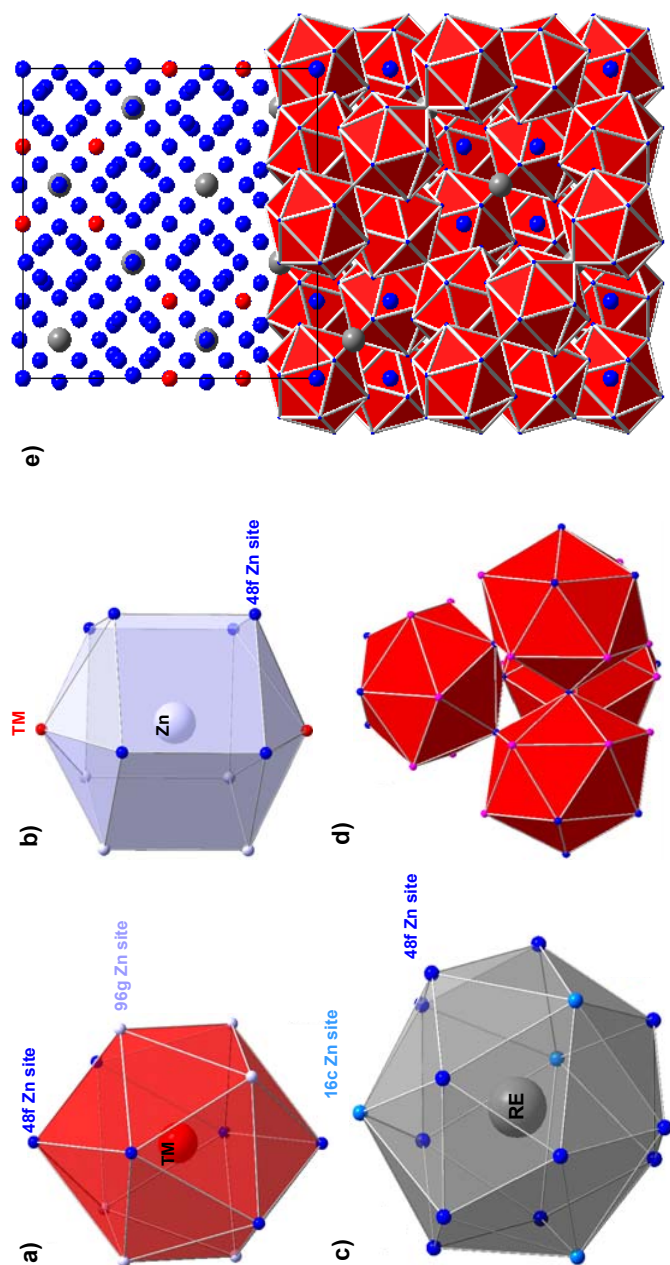 a)
48f Zn site
96g Zn site
TM
b)
TM
Zn
48f Zn site
c)
16c Zn site
48f Zn site
RE
d)
e)